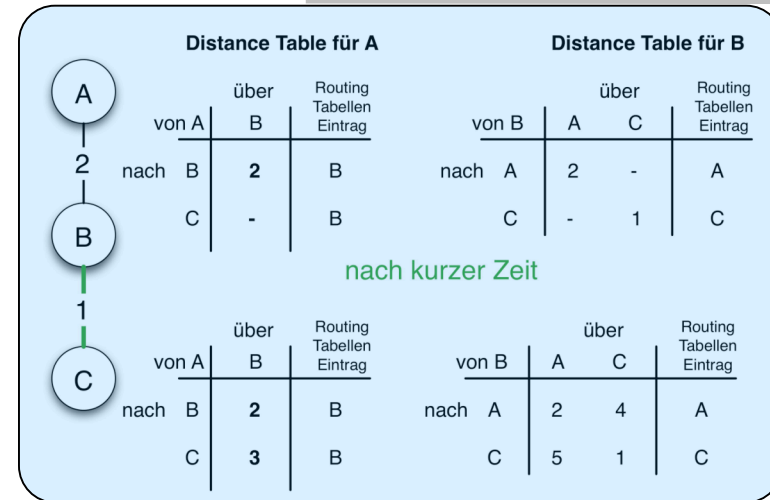 Distance Table für A
über Routing Tabellen Eintrag
von A B
nach B 2 B
C - B
Distance Table für B
über Routing Tabellen Eintrag
von B A C
nach A 2 - A
C - 1 C
A
2
B
1
C
nach kurzer Zeit
über Routing Tabellen Eintrag
von A B
nach B 2 B
C 3 B
über Routing Tabellen Eintrag
von B A C
nach A 2 4 A
C 5 1 C